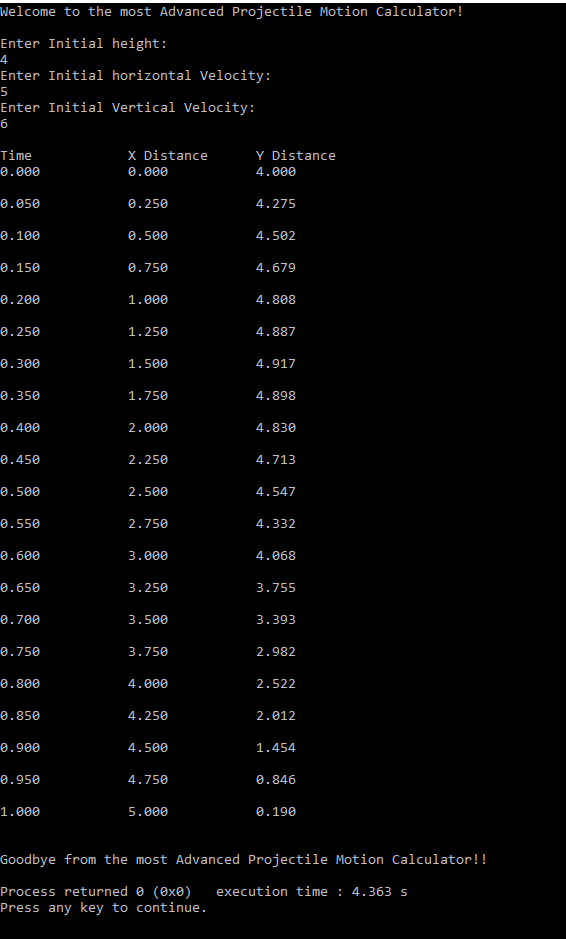 Welcome to the most Advanced Projectile Motion Calculator!
Enter Initial height:
4
Enter Initial horizontal Velocity:
5
Enter Initial Vertical Velocity:
6
Time X Distance Y Distance
0.000 0.000 4.000
0.050 0.250 4.275
0.100 0.500 4.502
0.150 0.750 4.679
0.200 1.000 4.808
0.250 1.250 4.887
0.300 1.500 4.917
0.350 1.750 4.898
0.400 2.000 4.830
0.450 2.250 4.713
0.500 2.500 4.547
0.550 2.750 4.332
0.600 3.000 4.068
0.650 3.250 3.755
0.700 3.500 3.393
0.750 3.750 2.982
0.800 4.000 2.522
0.850 4.250 2.012
0.900 4.500 1.454
0.950 4.750 0.846
1.000 5.000 0.190
Goodbye from the most Advanced Projectile Motion Calculator!!
Process returned 0 (0x0) execution time : 4.363 s
Press any key to continue.